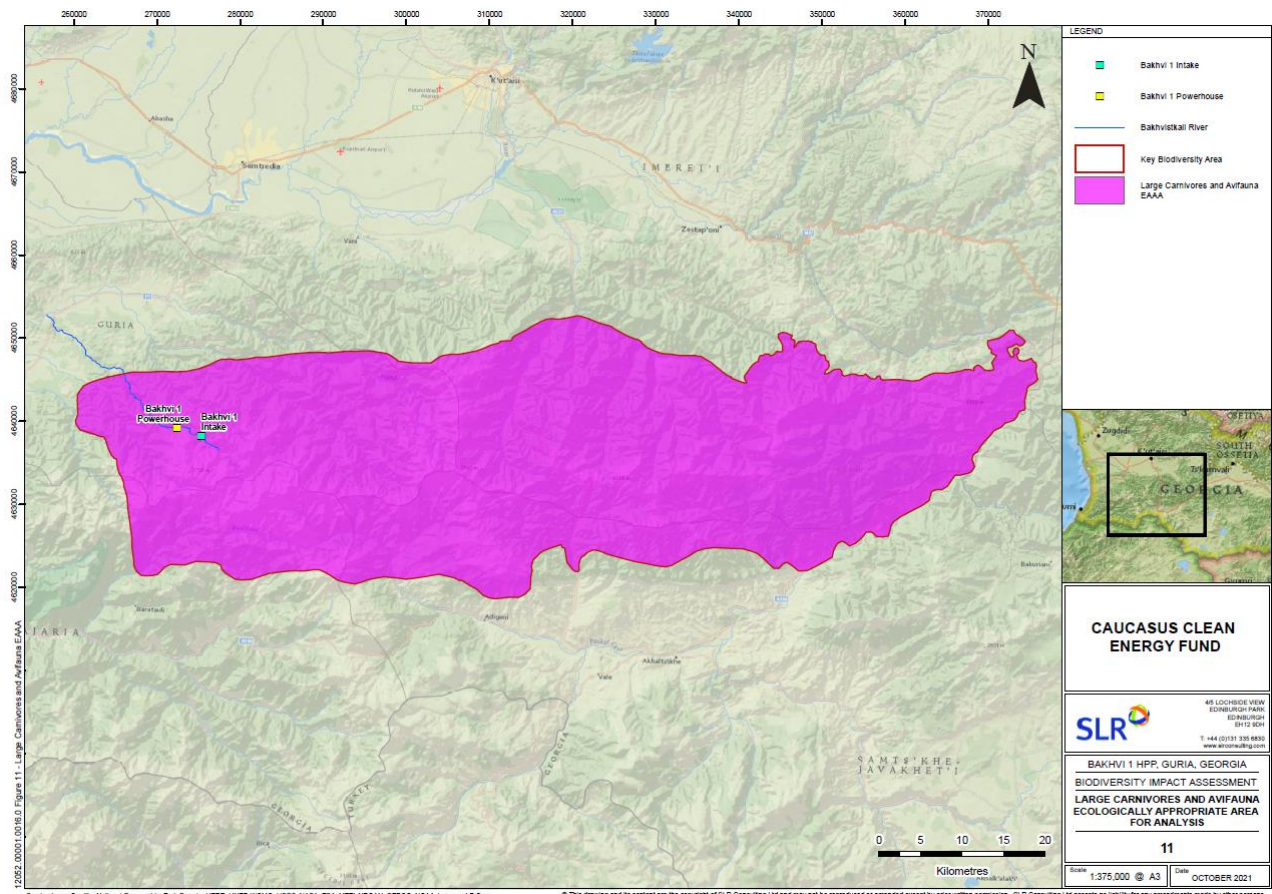 260000 270000 280000 290000 300000 310000 320000 330000 340000 350000 360000 370000
4680000
4670000
4660000
4650000
4640000
4630000
4620000
N
K'ut'aisi
Abasha
Samtredia
IMERET'I
Zestap'oni
Vani
GURIA
Bakhvi 1
Powerhouse
Bakhvi 1
Intake
Adigeni
Akhaltsikhe
Vale
AJARIA
SAMTS'KHE-
JAVAKHET'I
GEORGIA
TURKEY
GEORGIA
0 5 10 15 20
Kilometres
12052.00001.0016.0 Figure 11 - Large Carnivores and Avifauna EAAA
LEGEND
Bakhvi 1 Intake
Bakhvi 1 Powerhouse
Bakhvistkali River
Key Biodiversity Area
Large Carnivores and Avifauna
EAAA
Zugdidi
K'ut'aisi
SOUTH
OSSETIA
Ts'khinvali
GEORGIA
CAUCASUS CLEAN
ENERGY FUND
SLR
4/5 LOCHSIDE VIEW
EDINBURGH PARK
EDINBURGH
EH12 9DH
T: +44 (0)131 335 6830
www.slrconsulting.com
BAKHVI 1 HPP, GURIA, GEORGIA
BIODIVERSITY IMPACT ASSESSMENT
LARGE CARNIVORES AND AVIFAUNA
ECOLOGICALLY APPROPRIATE AREA
FOR ANALYSIS
11
Scale
1:375,000 @ A3
Date
OCTOBER 2021